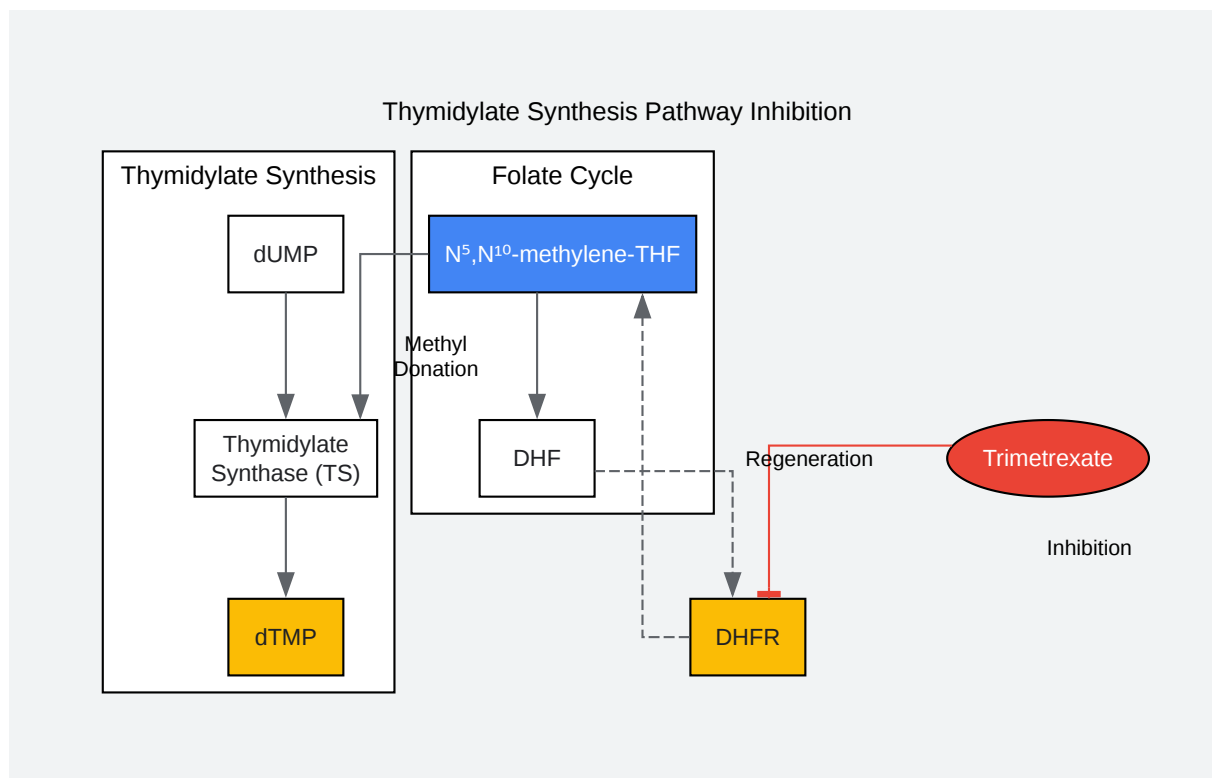 Thymidylate Synthesis Pathway Inhibition
Thymidylate Synthesis
Folate Cycle
dUMP
N⁵,N¹⁰-methylene-THF
Methyl
Donation
Thymidylate
Synthase (TS)
DHF
Regeneration
Trimetrexate
Inhibition
dTMP
DHFR